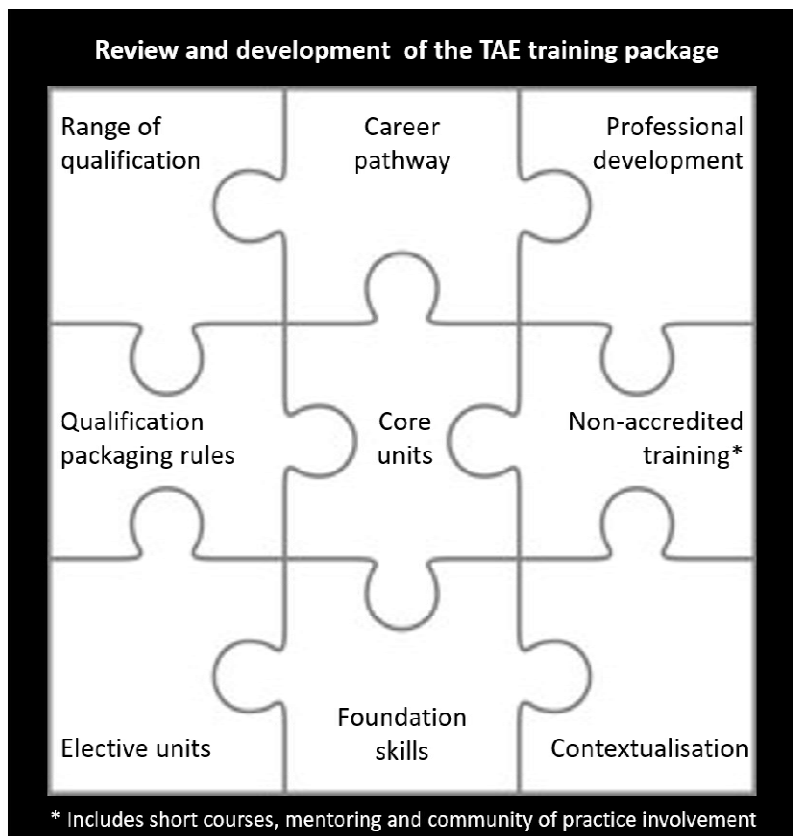 Review and development of the TAE training package
Range of
qualification
Career
pathway
Professional
development
Qualification
packaging rules
Core
units
Non-accredited
training*
Elective units
Foundation
skills
Contextualisation
* Includes short courses, mentoring and community of practice involvement